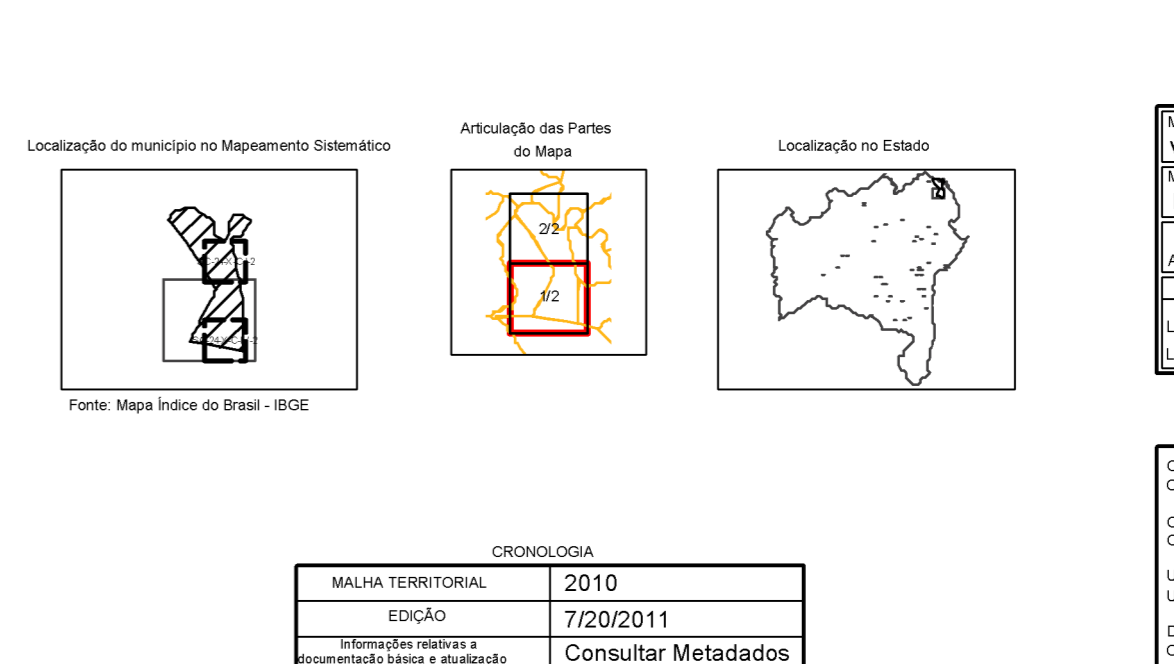 Localização do município no Mapeamento Sistemático
Fonte: Mapa Índice do Brasil - IBGE
Articulação das Partes
do Mapa
2/2
1/2
Localização no Estado
CRONOLOGIA
MALHA TERRITORIAL 2010
EDIÇÃO 7/20/2011
Informações relativas a
documentação básica e atualização
Consultar Metadados